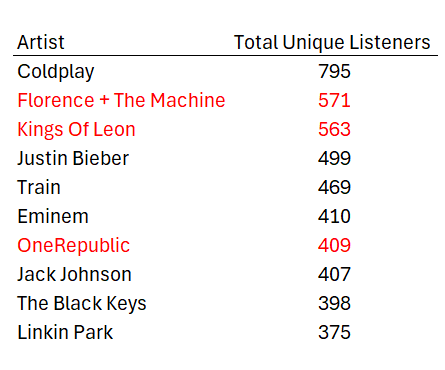 Artist Total Unique Listeners
Coldplay 795
Florence + The Machine 571
Kings Of Leon 563
Justin Bieber 499
Train 469
Eminem 410
OneRepublic 409
Jack Johnson 407
The Black Keys 398
Linkin Park 375